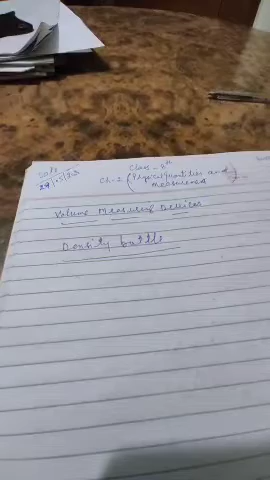 Class - 8th
Ch-2 (Physical quantities and
measurement)
Volume Measuring Devices
Density bottle